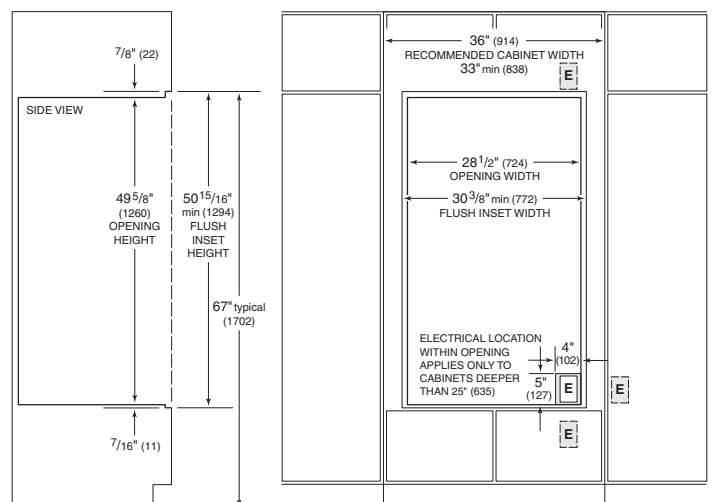 7/8" (22)
SIDE VIEW
49 5/8"
(1260)
OPENING
HEIGHT
50 15/16"
min (1294)
FLUSH
INSET
HEIGHT
67" typical
(1702)
7/16" (11)
36" (914)
RECOMMENDED CABINET WIDTH
33" min (838)
E
28 1/2" (724)
OPENING WIDTH
30 3/8" min (772)
FLUSH INSET WIDTH
ELECTRICAL LOCATION
WITHIN OPENING
APPLIES ONLY TO
CABINETS DEEPER
THAN 25" (635)
4"
(102)
5"
(127)
E
E
E